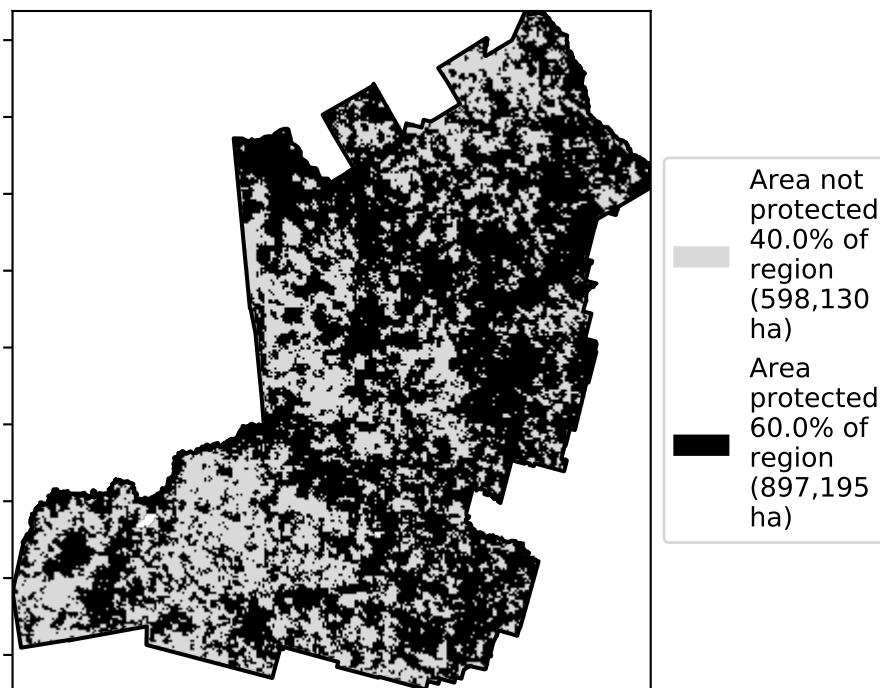 Area not
protected
40.0% of
region
(598,130
ha)
Area
protected
60.0% of
region
(897,195
ha)